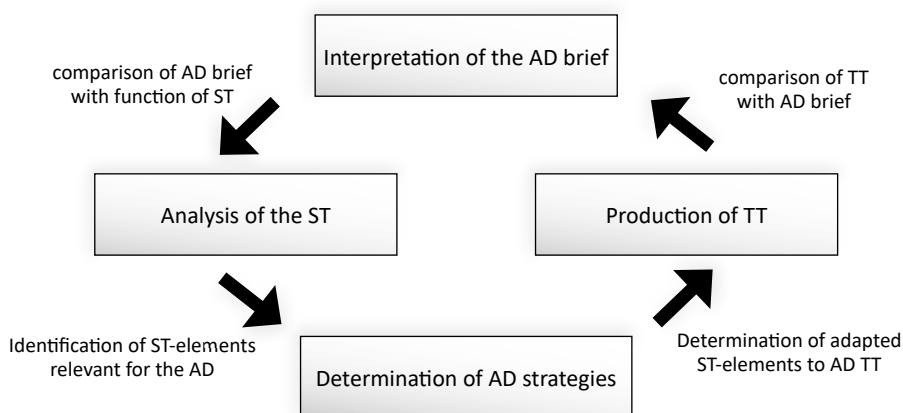 Interpretation of the AD brief
comparison of AD brief
with function of ST
comparison of TT
with AD brief
Analysis of the ST
Production of TT
Identification of ST-elements
relevant for the AD
Determination of adapted
ST-elements to AD TT
Determination of AD strategies